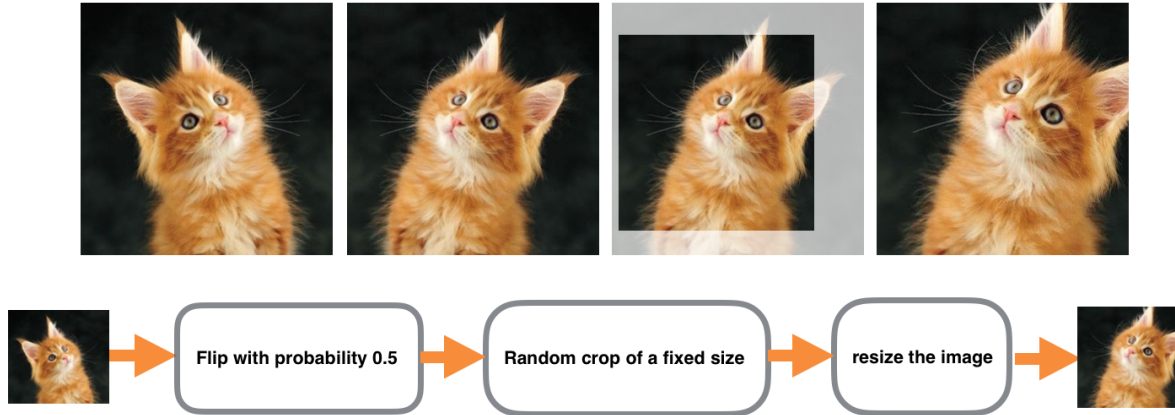 Flip with probability 0.5
Random crop of a fixed size
resize the image